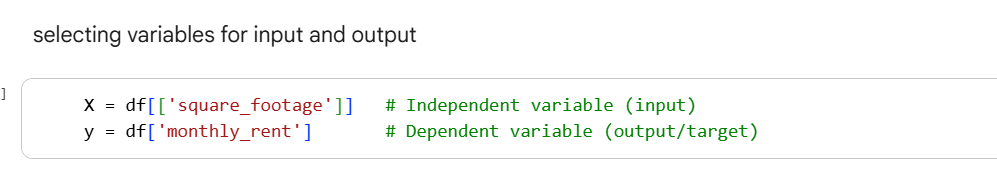 selecting variables for input and output
]
X = df[['square_footage']]   # Independent variable (input)
y = df['monthly_rent']       # Dependent variable (output/target)